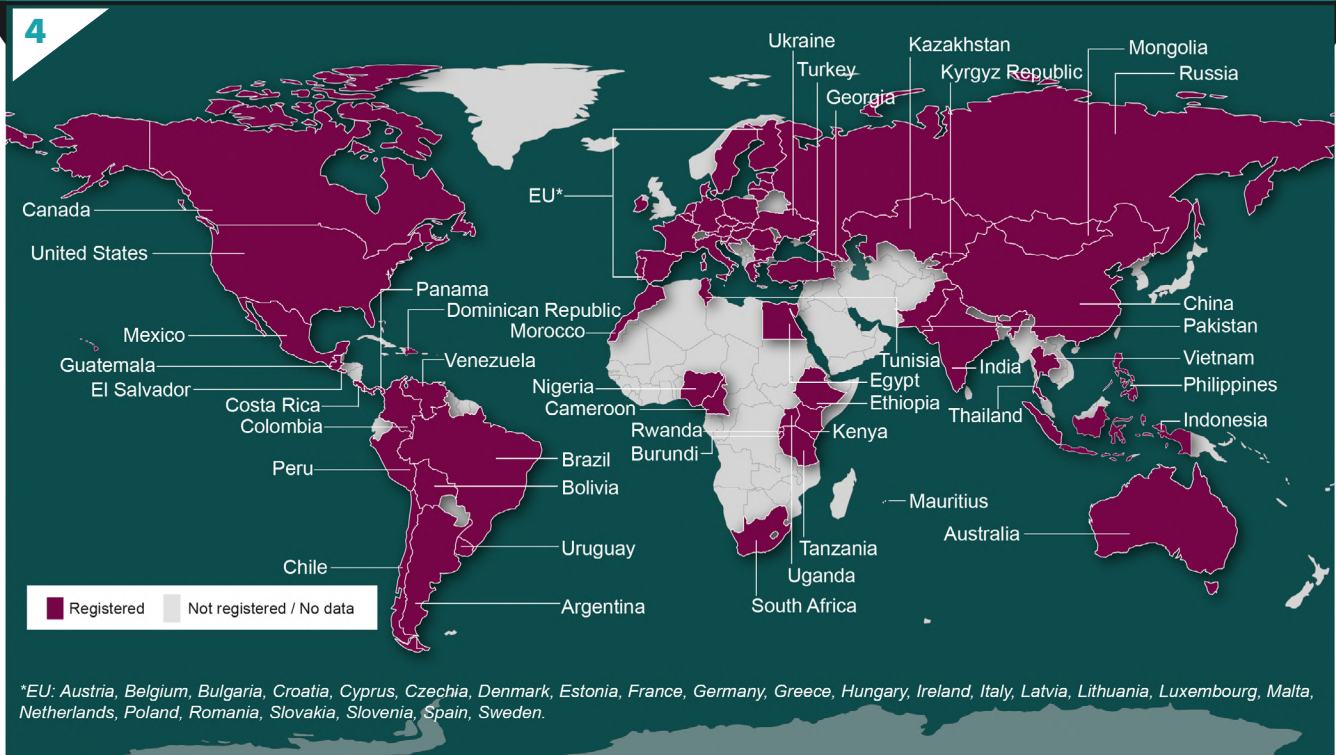 4
Ukraine
Turkey
Georgia
Kazakhstan
Kyrgyz Republic
Mongolia
Russia
EU*
Canada
United States
Panama
Dominican Republic
Morocco
Mexico
Guatemala
El Salvador
Venezuela
Costa Rica
Colombia
Nigeria
Cameroon
Rwanda
Burundi
Tunisia
Egypt
Ethiopia
Kenya
India
Thailand
China
Pakistan
Vietnam
Philippines
Indonesia
Peru
Brazil
Bolivia
Mauritius
Australia
Uruguay
Chile
Argentina
Tanzania
Uganda
South Africa
Registered
Not registered / No data
*EU: Austria, Belgium, Bulgaria, Croatia, Cyprus, Czechia, Denmark, Estonia, France, Germany, Greece, Hungary, Ireland, Italy, Latvia, Lithuania, Luxembourg, Malta,
Netherlands, Poland, Romania, Slovakia, Slovenia, Spain, Sweden.